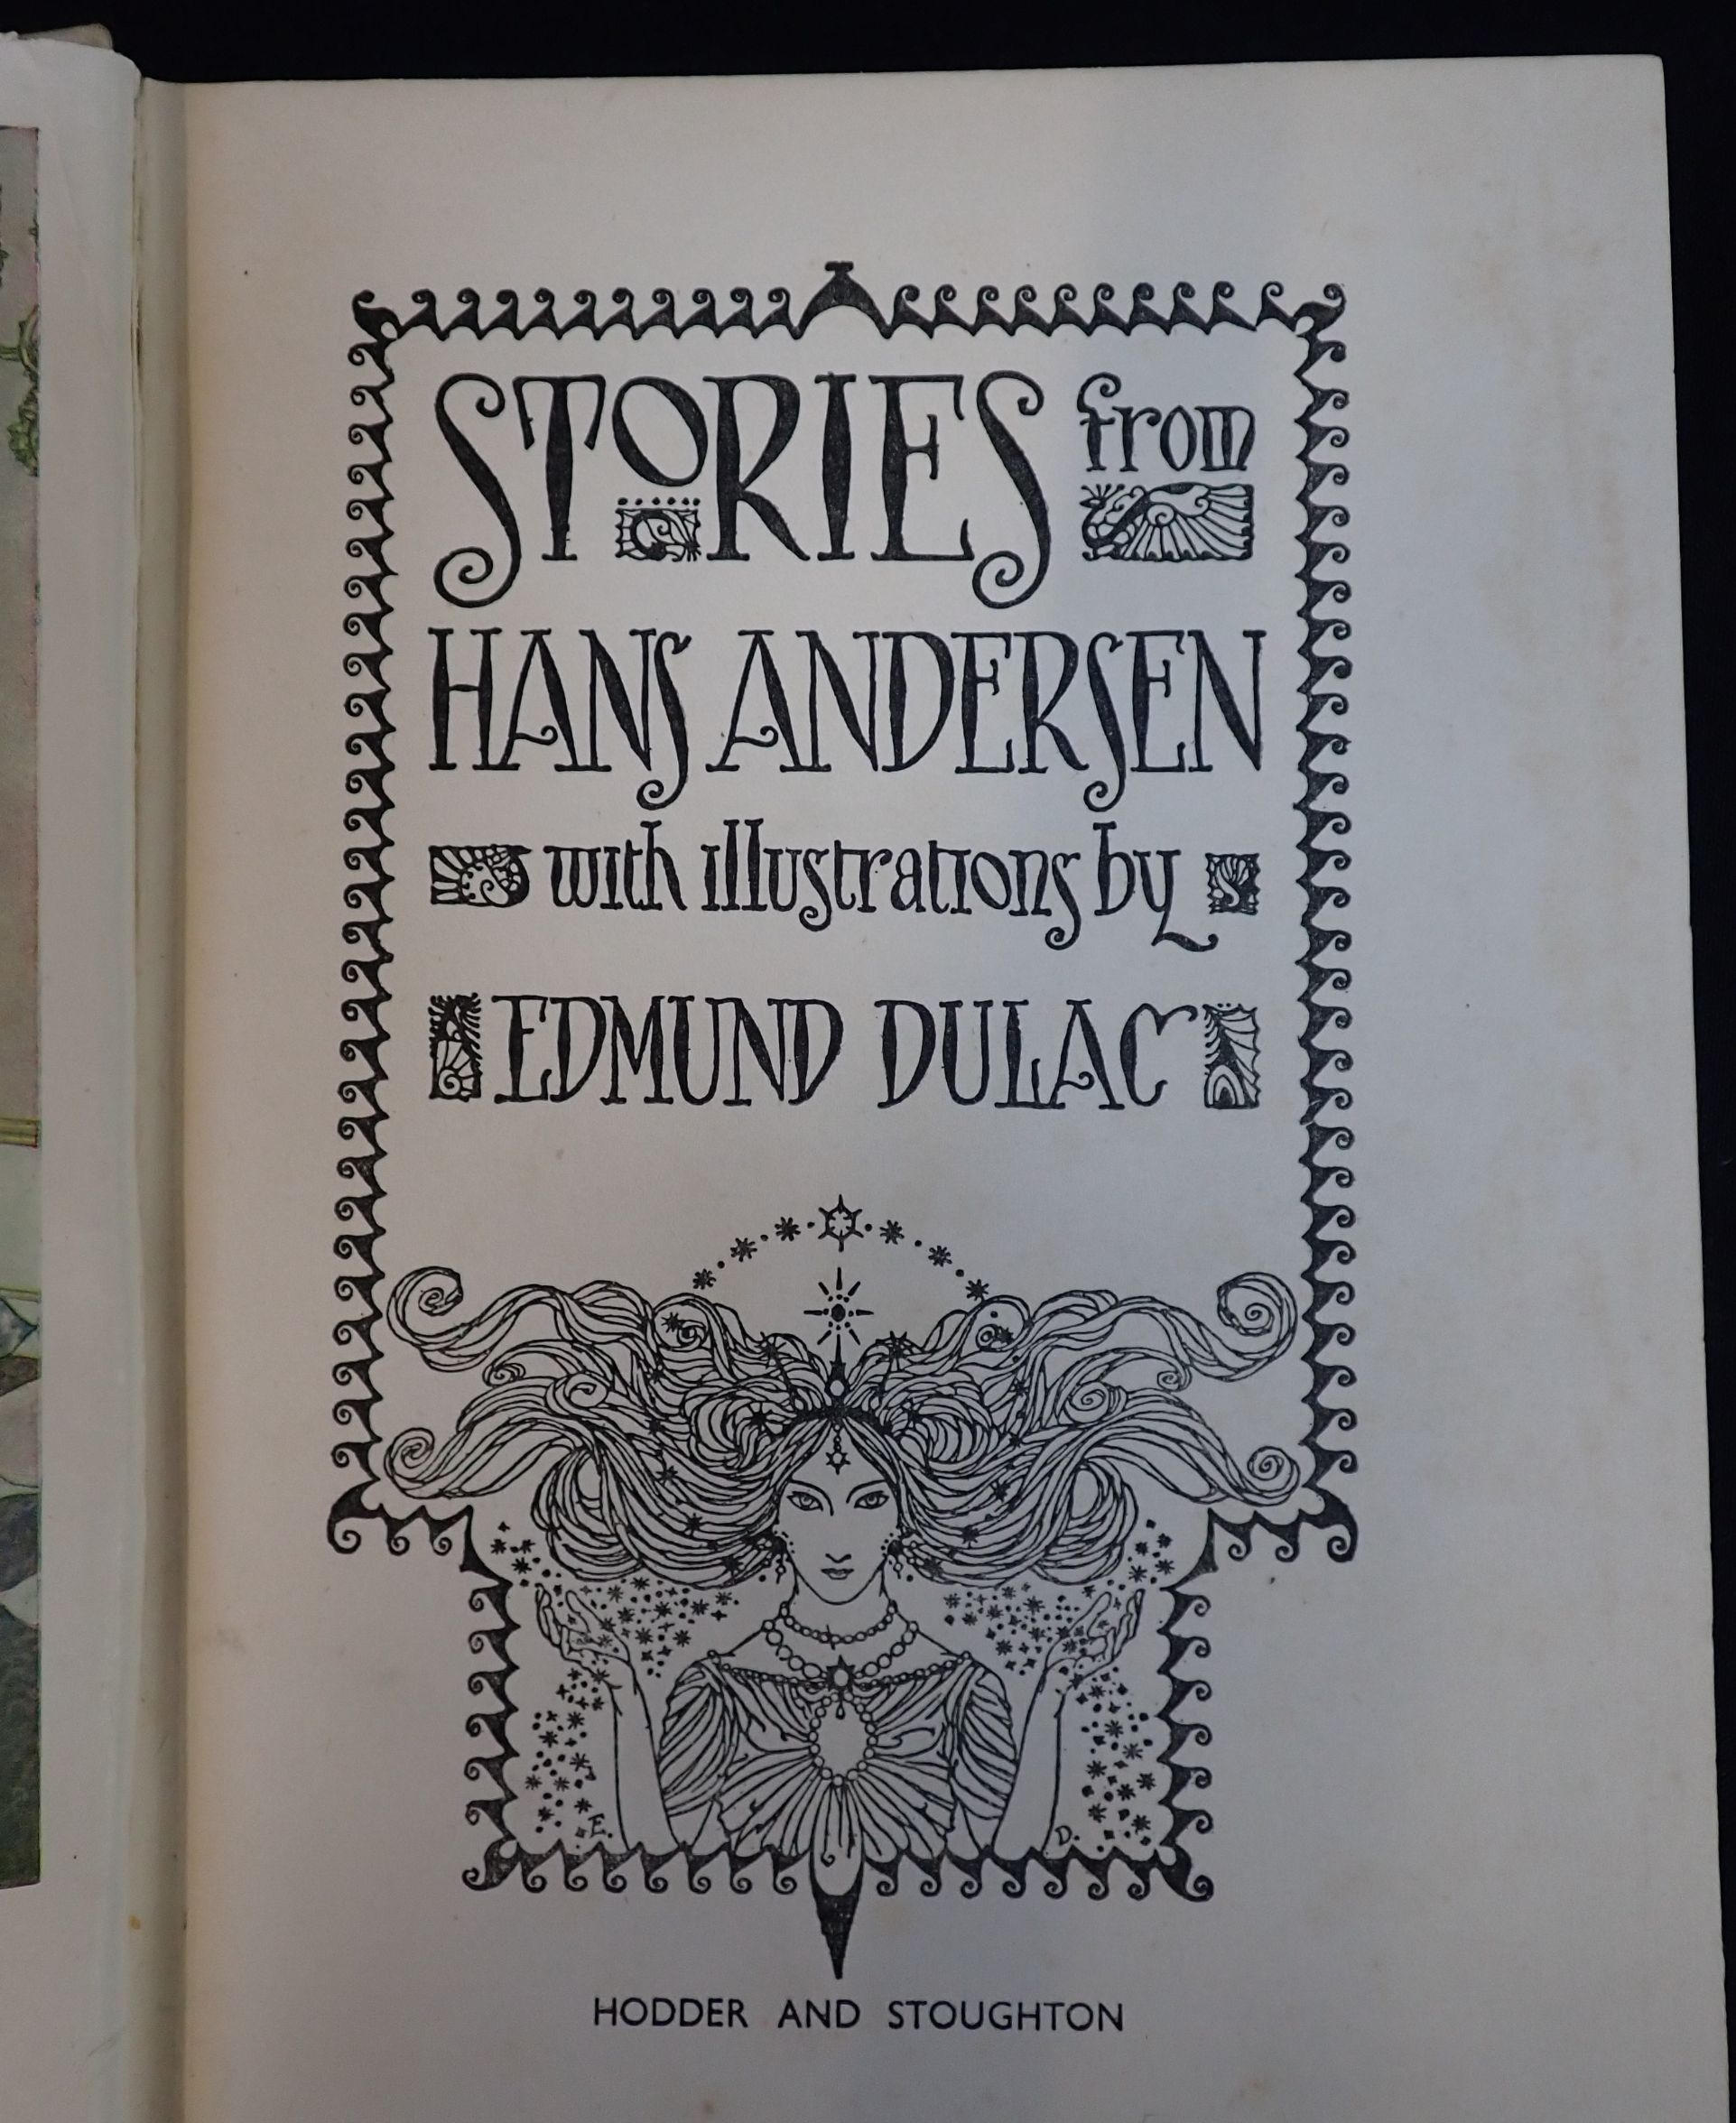 STORIES from
HANS ANDERSEN
with illustrations by
EDMUND DULAC
E. D.
HODDER AND STOUGHTON